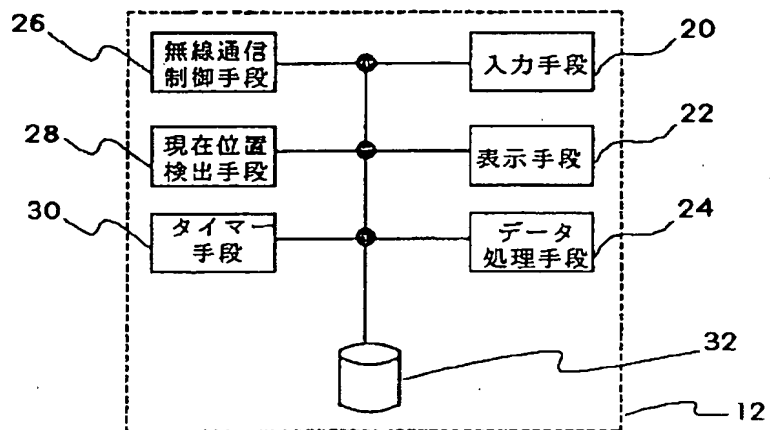 26
無線通信
制御手段
入力手段
20
28
現在位置
検出手段
表示手段
22
30
タイマー
手段
データ
処理手段
24
32
12